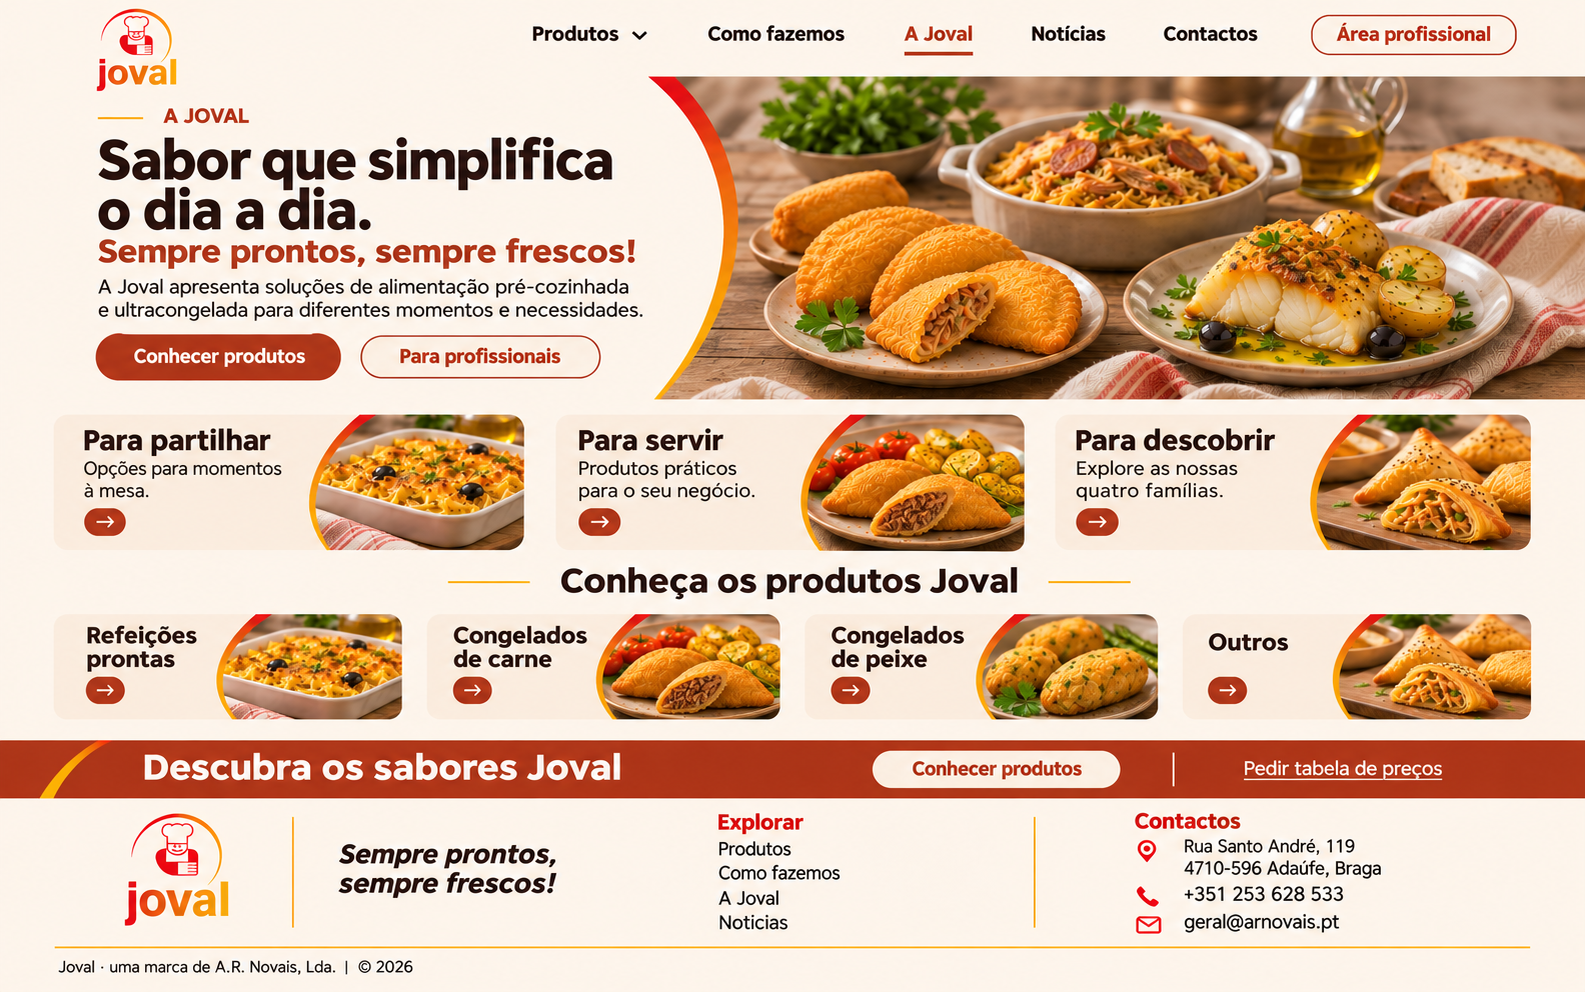 joval
Produtos
Como fazemos
A Joval
Notícias
Contactos
Área profissional
A JOVAL
Sabor que simplifica
o dia a dia.
Sempre prontos, sempre frescos!
A Joval apresenta soluções de alimentação pré-cozinhada
e ultracongelada para diferentes momentos e necessidades.
Conhecer produtos
Para profissionais
Para partilhar
Opções para momentos
à mesa.
Para servir
Produtos práticos
para o seu negócio.
Para descobrir
Explore as nossas
quatro famílias.
Conheça os produtos Joval
Refeições
prontas
Congelados
de carne
Congelados
de peixe
Outros
Descubra os sabores Joval
Conhecer produtos
Pedir tabela de preços
joval
Sempre prontos,
sempre frescos!
Explorar
Produtos
Como fazemos
A Joval
Noticias
Contactos
Rua Santo André, 119
4710-596 Adaúfe, Braga
+351 253 628 533
geral@arnovais.pt
Joval · uma marca de A.R. Novais, Lda. | © 2026